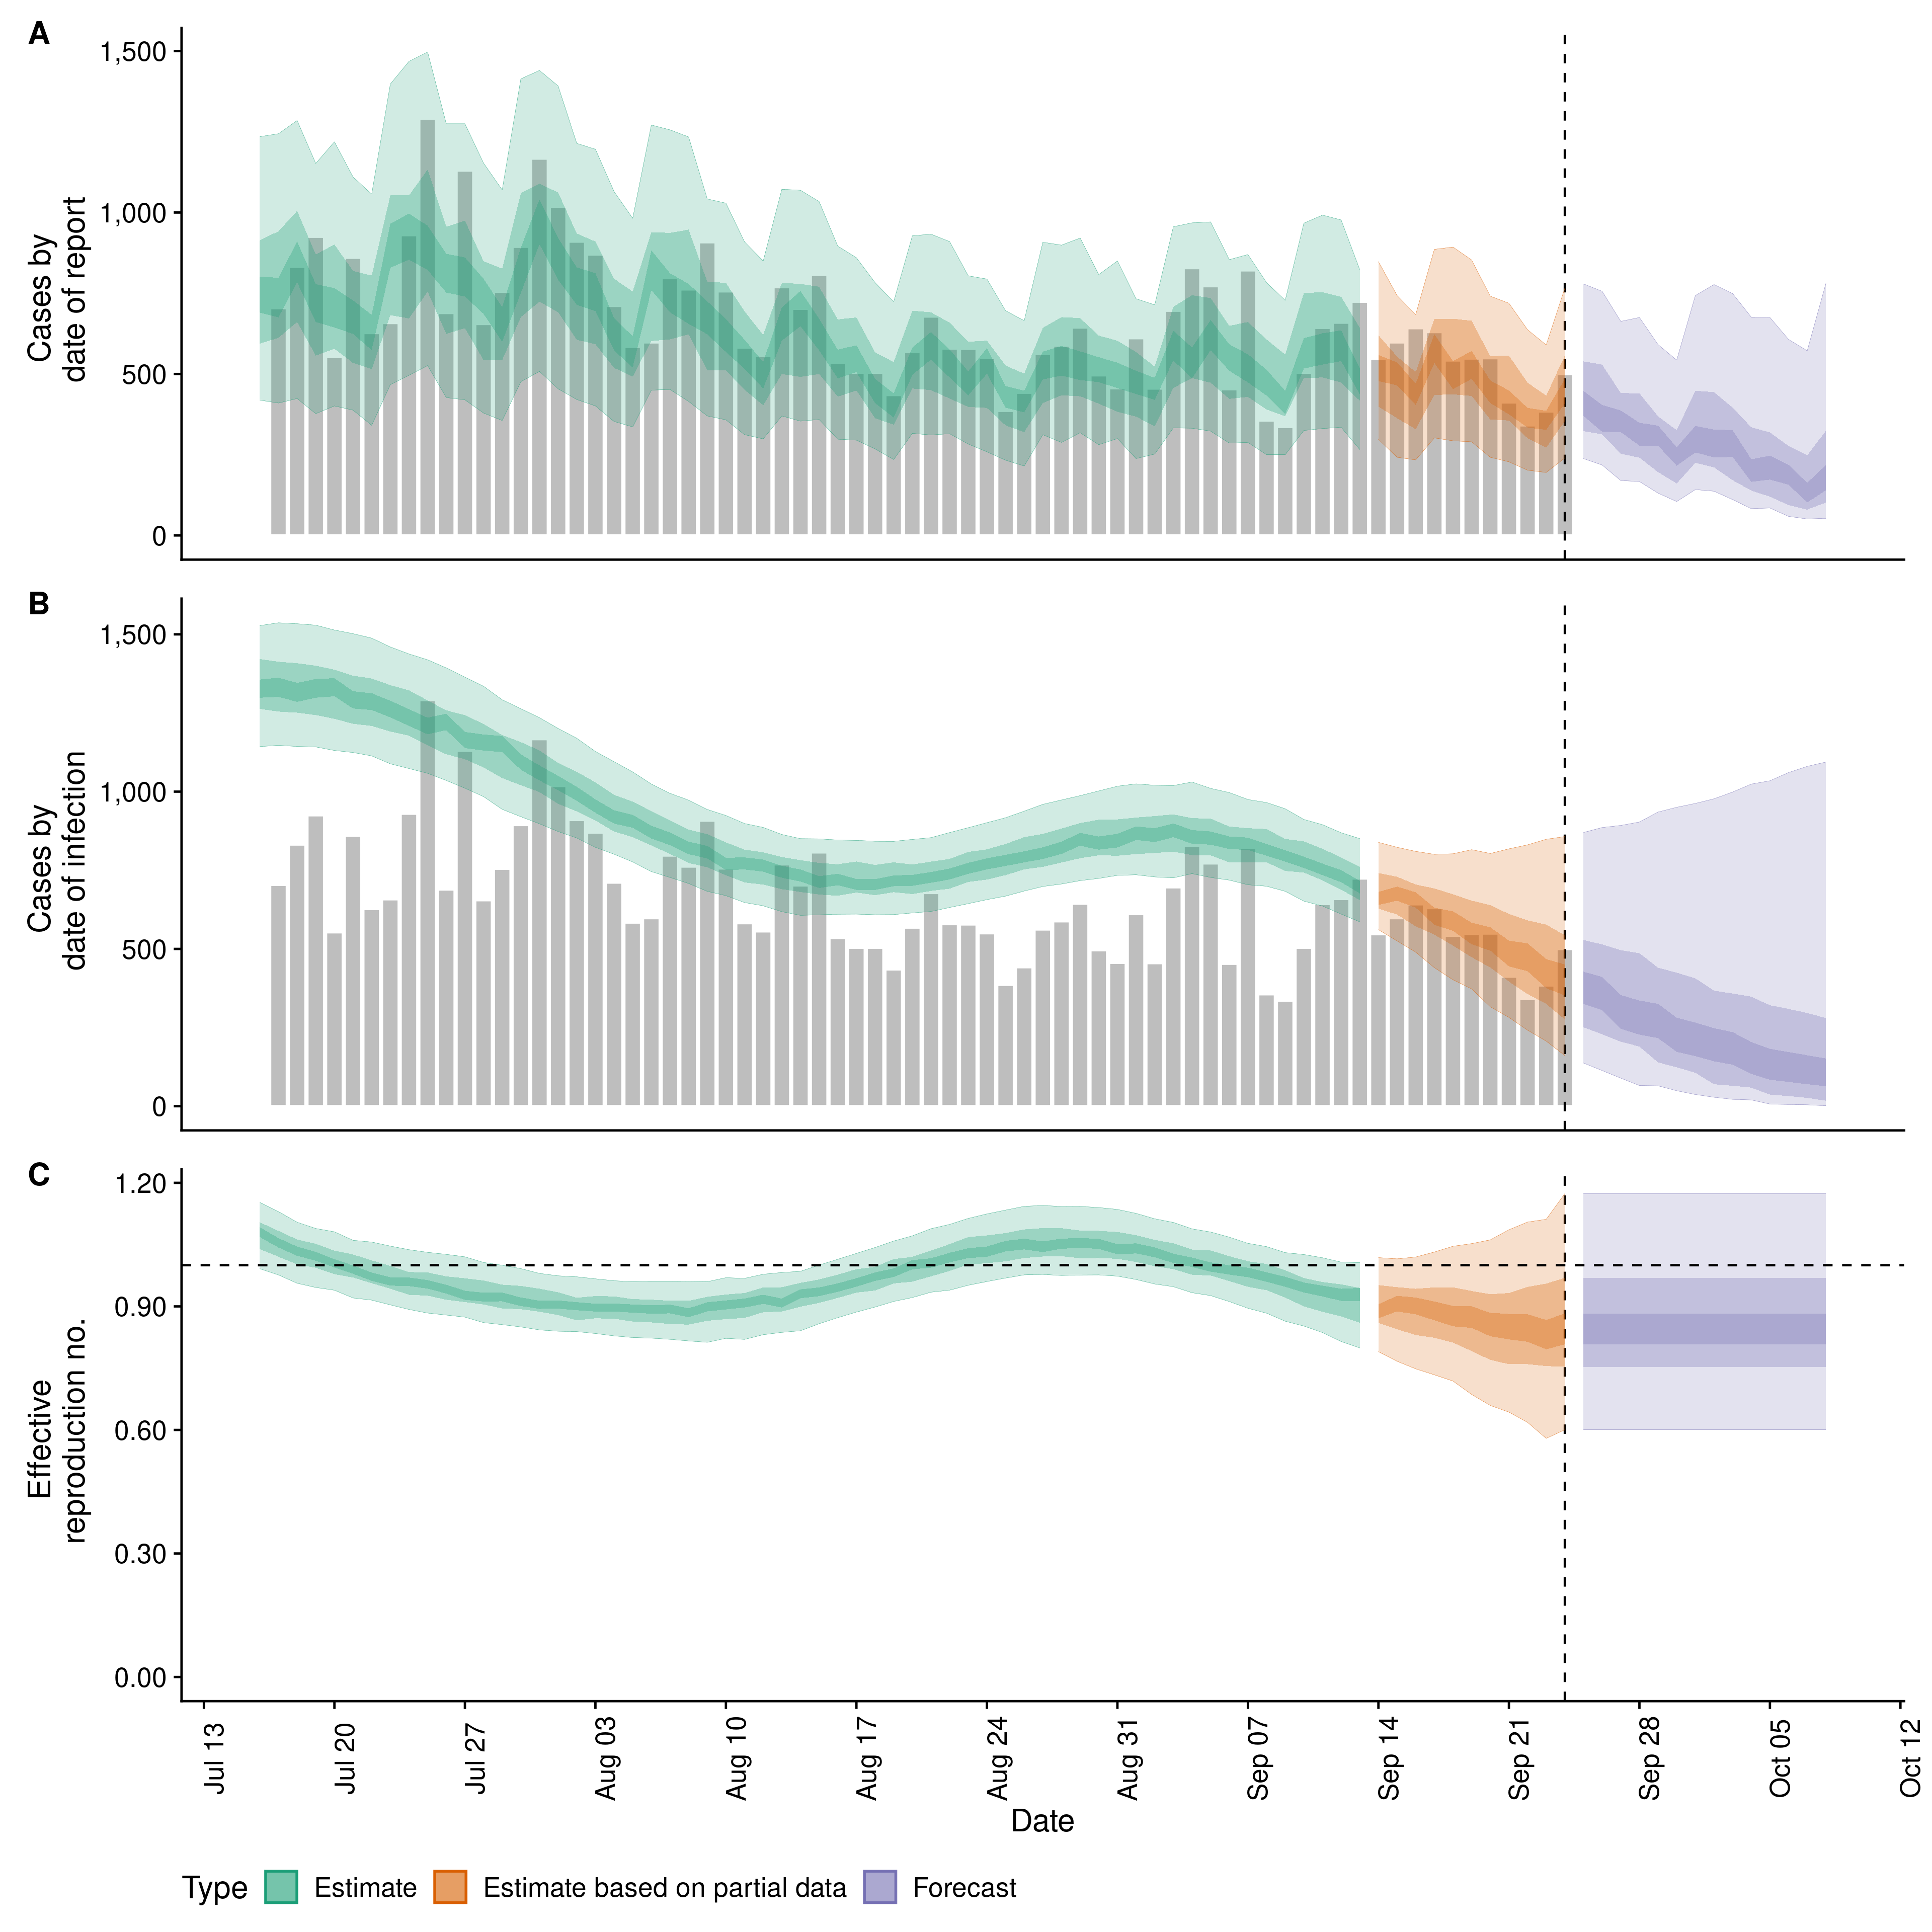 A
1,500
1,000
500
0
Cases by
date of report
B
1,500
1,000
500
0
Cases by
date of infection
C
1.20
0.90
0.60
0.30
0.00
Effective
reproduction no.
Jul 13
Jul 20
Jul 27
Aug 03
Aug 10
Aug 17
Aug 24
Aug 31
Sep 07
Sep 14
Sep 21
Sep 28
Oct 05
Oct 12
Date
Type Estimate Estimate based on partial data Forecast